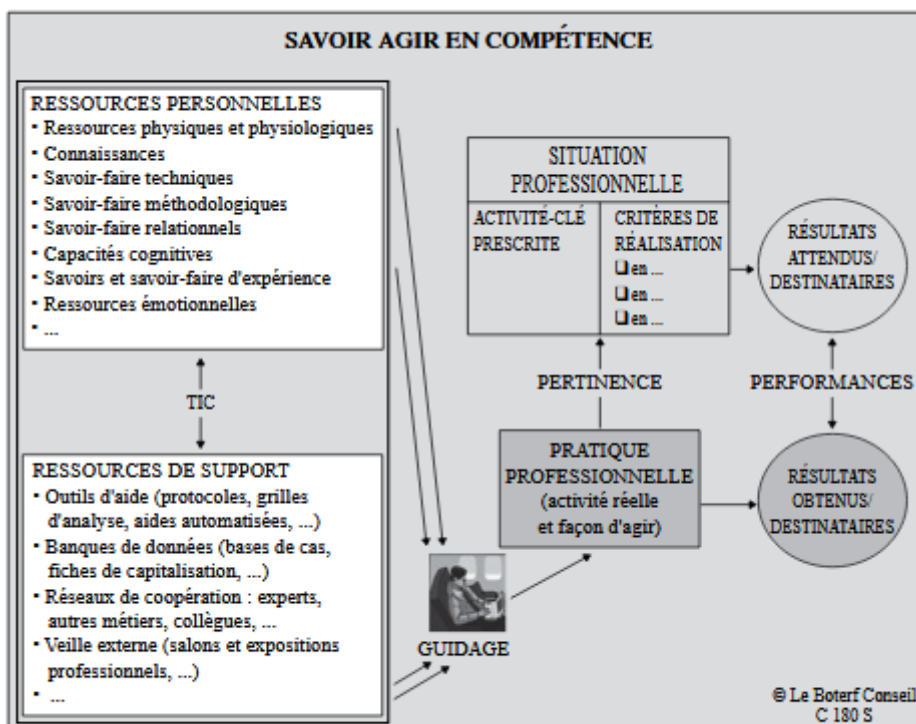 SAVOIR AGIR EN COMPÉTENCE
RESSOURCES PERSONNELLES
• Ressources physiques et physiologiques
• Connaissances
• Savoir-faire techniques
• Savoir-faire méthodologiques
• Savoir-faire relationnels
• Capacités cognitives
• Savoirs et savoir-faire d'expérience
• Ressources émotionnelles
• ...
TIC
RESSOURCES DE SUPPORT
• Outils d'aide (protocoles, grilles
d'analyse, aides automatisées, ...)
• Banques de données (bases de cas,
fiches de capitalisation, ...)
• Réseaux de coopération : experts,
autres métiers, collègues, ...
• Veille externe (salons et expositions
professionnels, ...)
• ...
GUIDAGE
SITUATION
PROFESSIONNELLE
ACTIVITÉ-CLÉ
PRESCRITE
CRITÈRES DE
RÉALISATION
❑ en ...
❑ en ...
❑ en ...
RÉSULTATS
ATTENDUS/
DESTINATAIRES
PERTINENCE
PERFORMANCES
PRATIQUE
PROFESSIONNELLE
(activité réelle
et façon d'agir)
RÉSULTATS
OBTENUS/
DESTINATAIRES
© Le Boterf Conseil
C 180 S